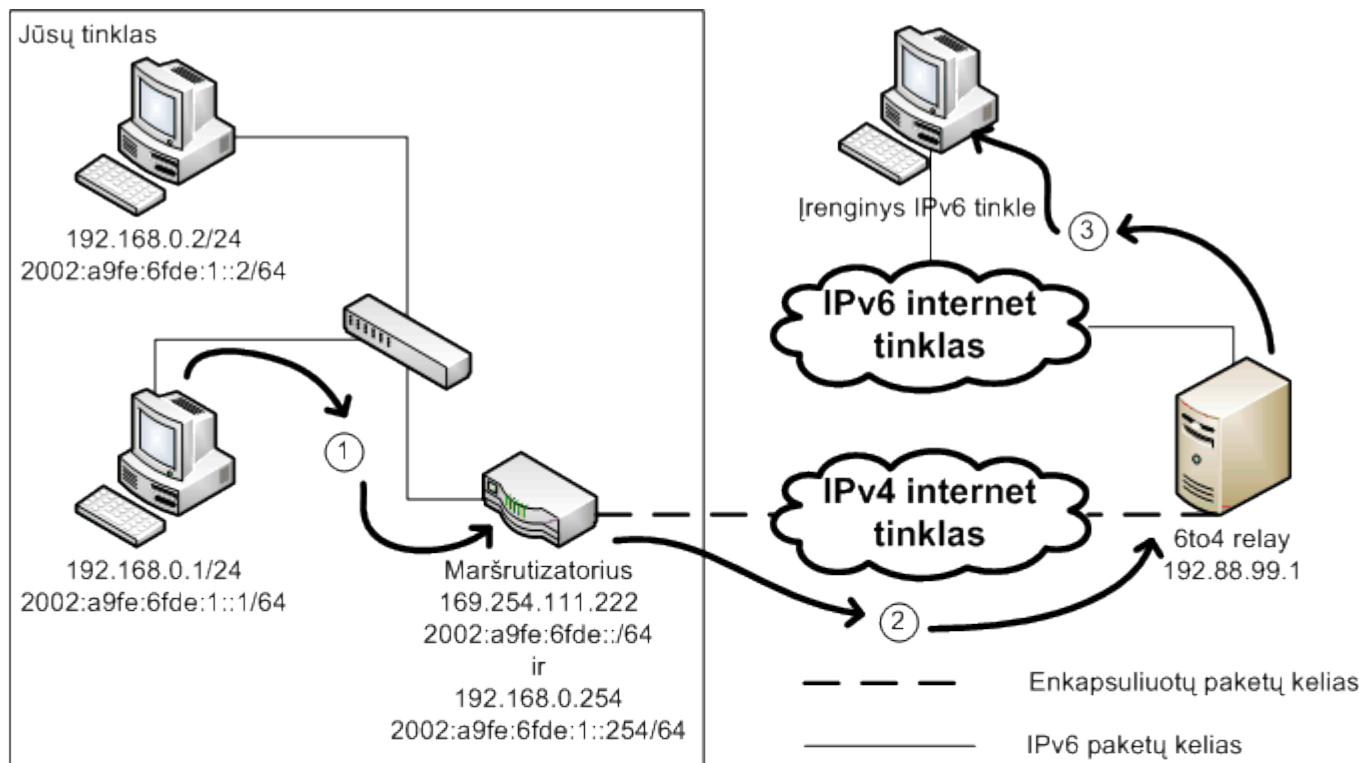 Jūsų tinklas
192.168.0.2/24
2002:a9fe:6fde:1::2/64
192.168.0.1/24
2002:a9fe:6fde:1::1/64
1
Maršrutizatorius
169.254.111.222
2002:a9fe:6fde::/64
ir
192.168.0.254
2002:a9fe:6fde:1::254/64
Įrenginys IPv6 tinkle
3
IPv6 internet
tinklas
IPv4 internet
tinklas
6to4 relay
192.88.99.1
2
Enkapsuliuotų paketų kelias
IPv6 paketų kelias